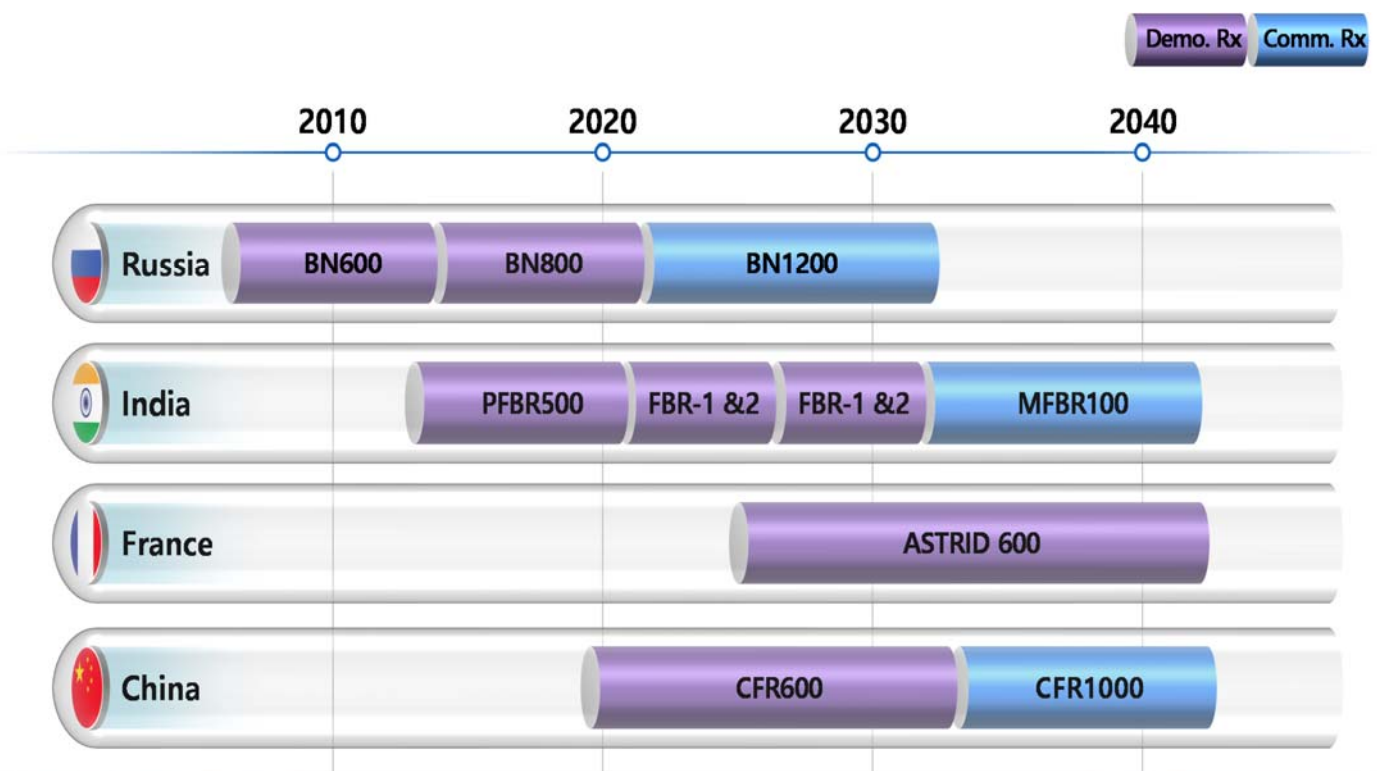 Demo. Rx Comm. Rx
2010 2020 2030 2040
Russia BN600 BN800 BN1200
India PFBR500 FBR-1 &2 FBR-1 &2 MFBR100
France ASTRID 600
China CFR600 CFR1000